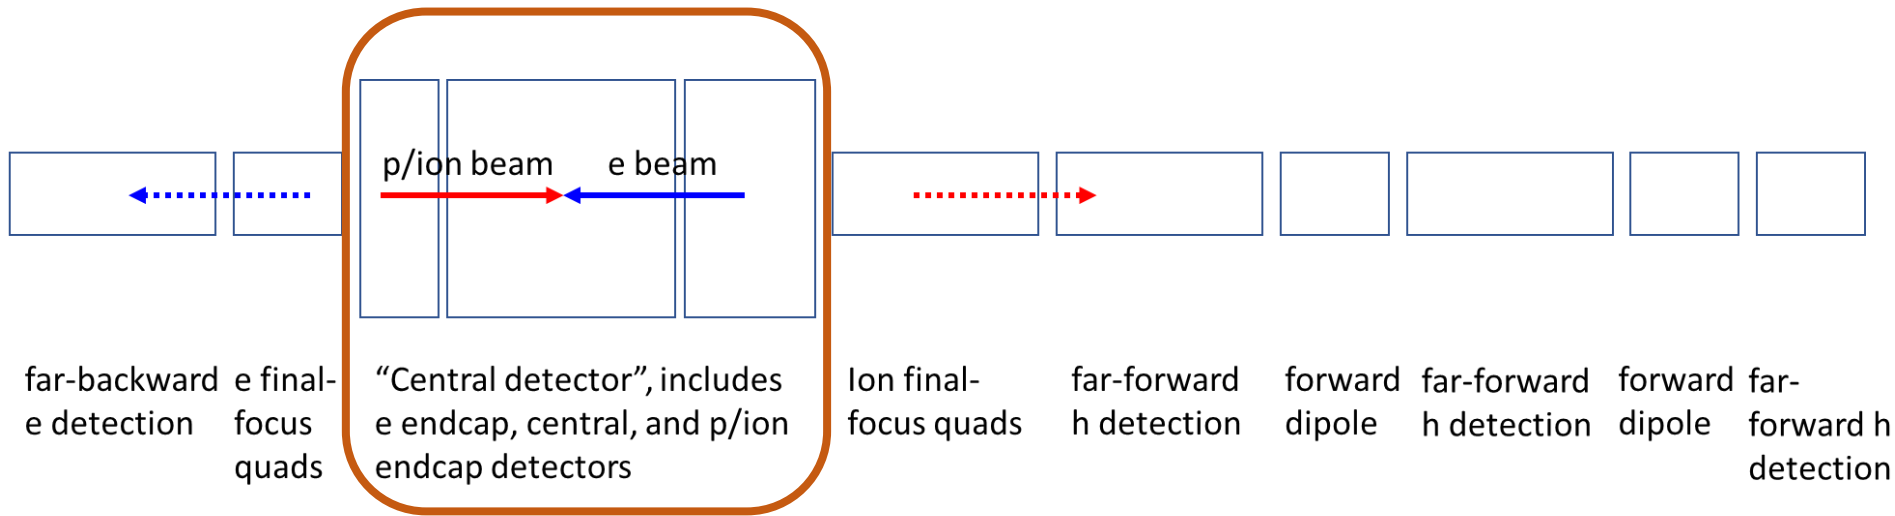 p/ion beam
e beam
far-backward
e detection
e final-
focus
quads
“Central detector”, includes
e endcap, central, and p/ion
endcap detectors
Ion final-
focus quads
far-forward
h detection
forward
dipole
far-forward
h detection
forward
dipole
far-
forward h
detection